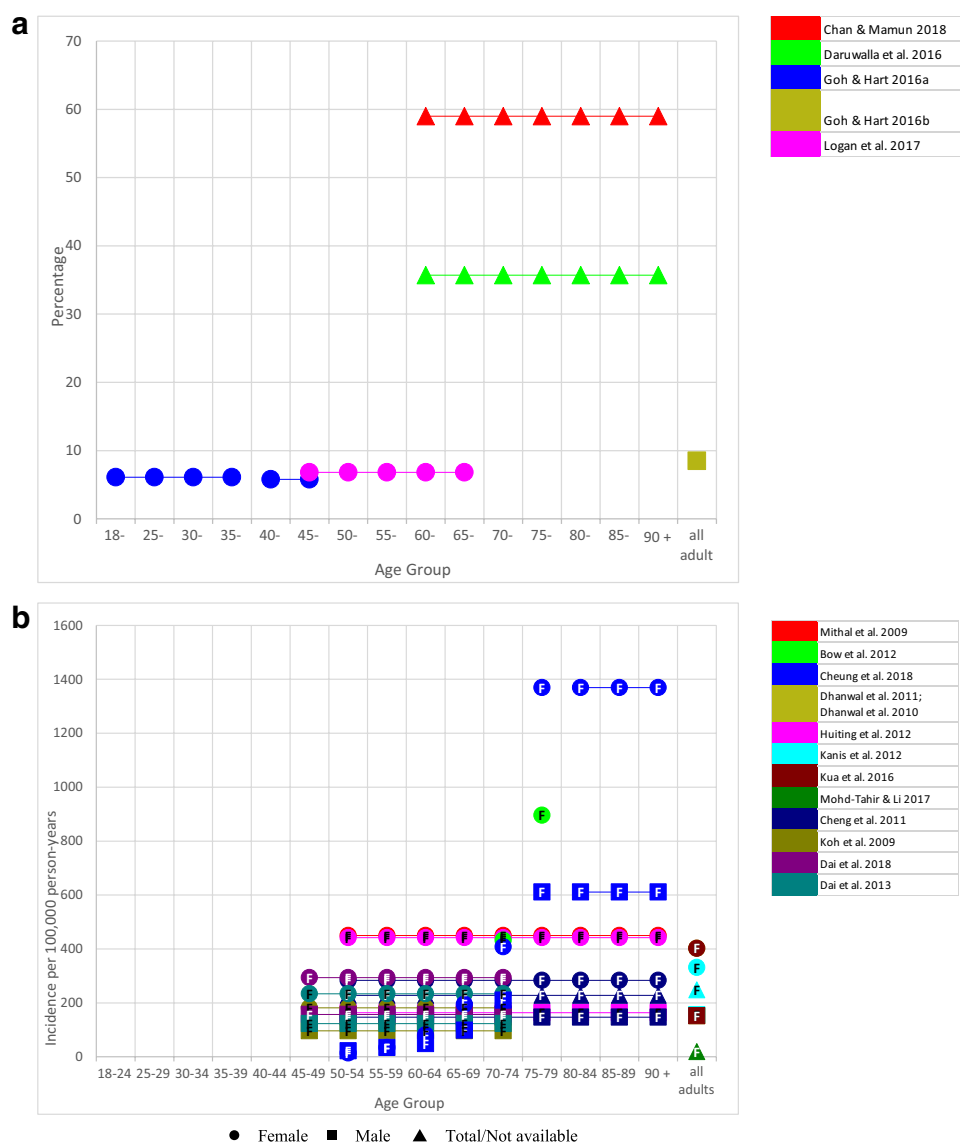 a
70
60
50
40
30
20
10
0
Percentage
18- 25- 30- 35- 40- 45- 50- 55- 60- 65- 70- 75- 80- 85- 90 + all
adult
Age Group
Chan & Mamun 2018
Daruwalla et al. 2016
Goh & Hart 2016a
Goh & Hart 2016b
Logan et al. 2017
b
1600
1400
1200
1000
800
600
400
200
0
Incidence per 100,000 person-years
18-24 25-29 30-34 35-39 40-44 45-49 50-54 55-59 60-64 65-69 70-74 75-79 80-84 85-89 90 + all
adults
Age Group
F F F F
F
F F F F
Mithal et al. 2009
Bow et al. 2012
Cheung et al. 2018
Dhanwal et al. 2011;
Dhanwal et al. 2010
Huiting et al. 2012
Kanis et al. 2012
Kua et al. 2016
Mohd-Tahir & Li 2017
Cheng et al. 2011
Koh et al. 2009
Dai et al. 2018
Dai et al. 2013
Female Male Total/Not available